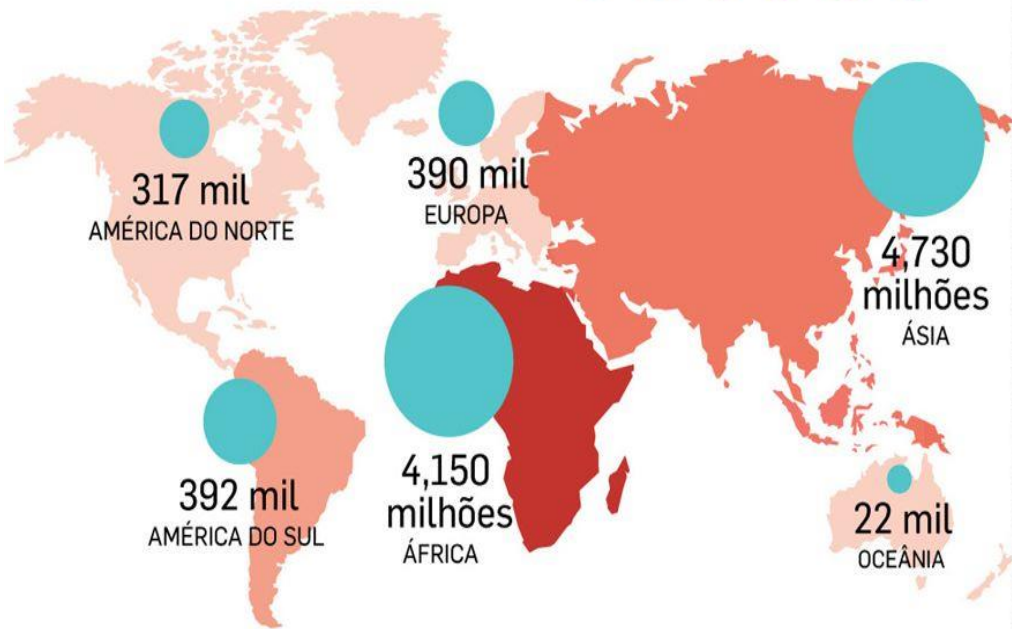 317 mil
AMÉRICA DO NORTE
390 mil
EUROPA
4,730
milhões
ÁSIA
392 mil
AMÉRICA DO SUL
4,150
milhões
ÁFRICA
22 mil
OCEÂNIA